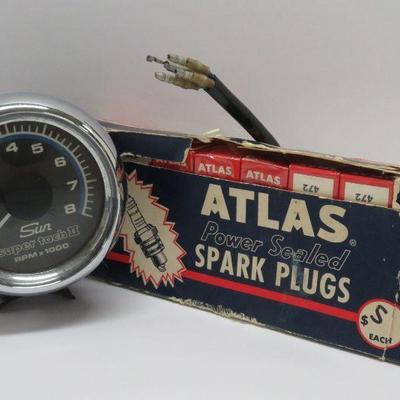 4 5 6 7 8
Sun
super tach II
RPM x 1000
ATLAS ATLAS
472 472
ATLAS®
Power Sealed
SPARK PLUGS
$ S
EACH